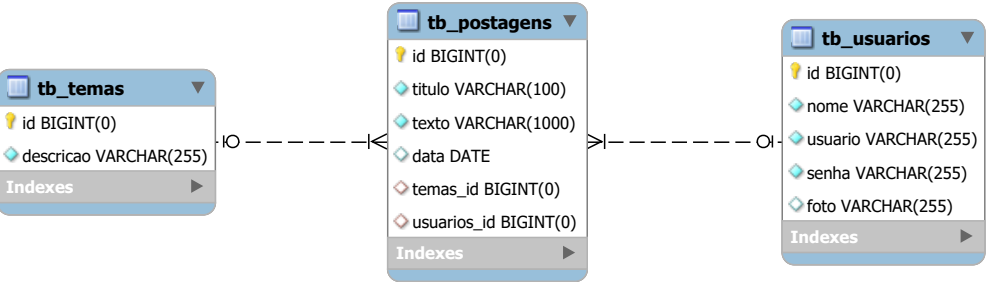 tb_temas
id BIGINT(0)
descricao VARCHAR(255)
Indexes
tb_postagens
id BIGINT(0)
titulo VARCHAR(100)
texto VARCHAR(1000)
data DATE
temas_id BIGINT(0)
usuarios_id BIGINT(0)
Indexes
tb_usuarios
id BIGINT(0)
nome VARCHAR(255)
usuario VARCHAR(255)
senha VARCHAR(255)
foto VARCHAR(255)
Indexes